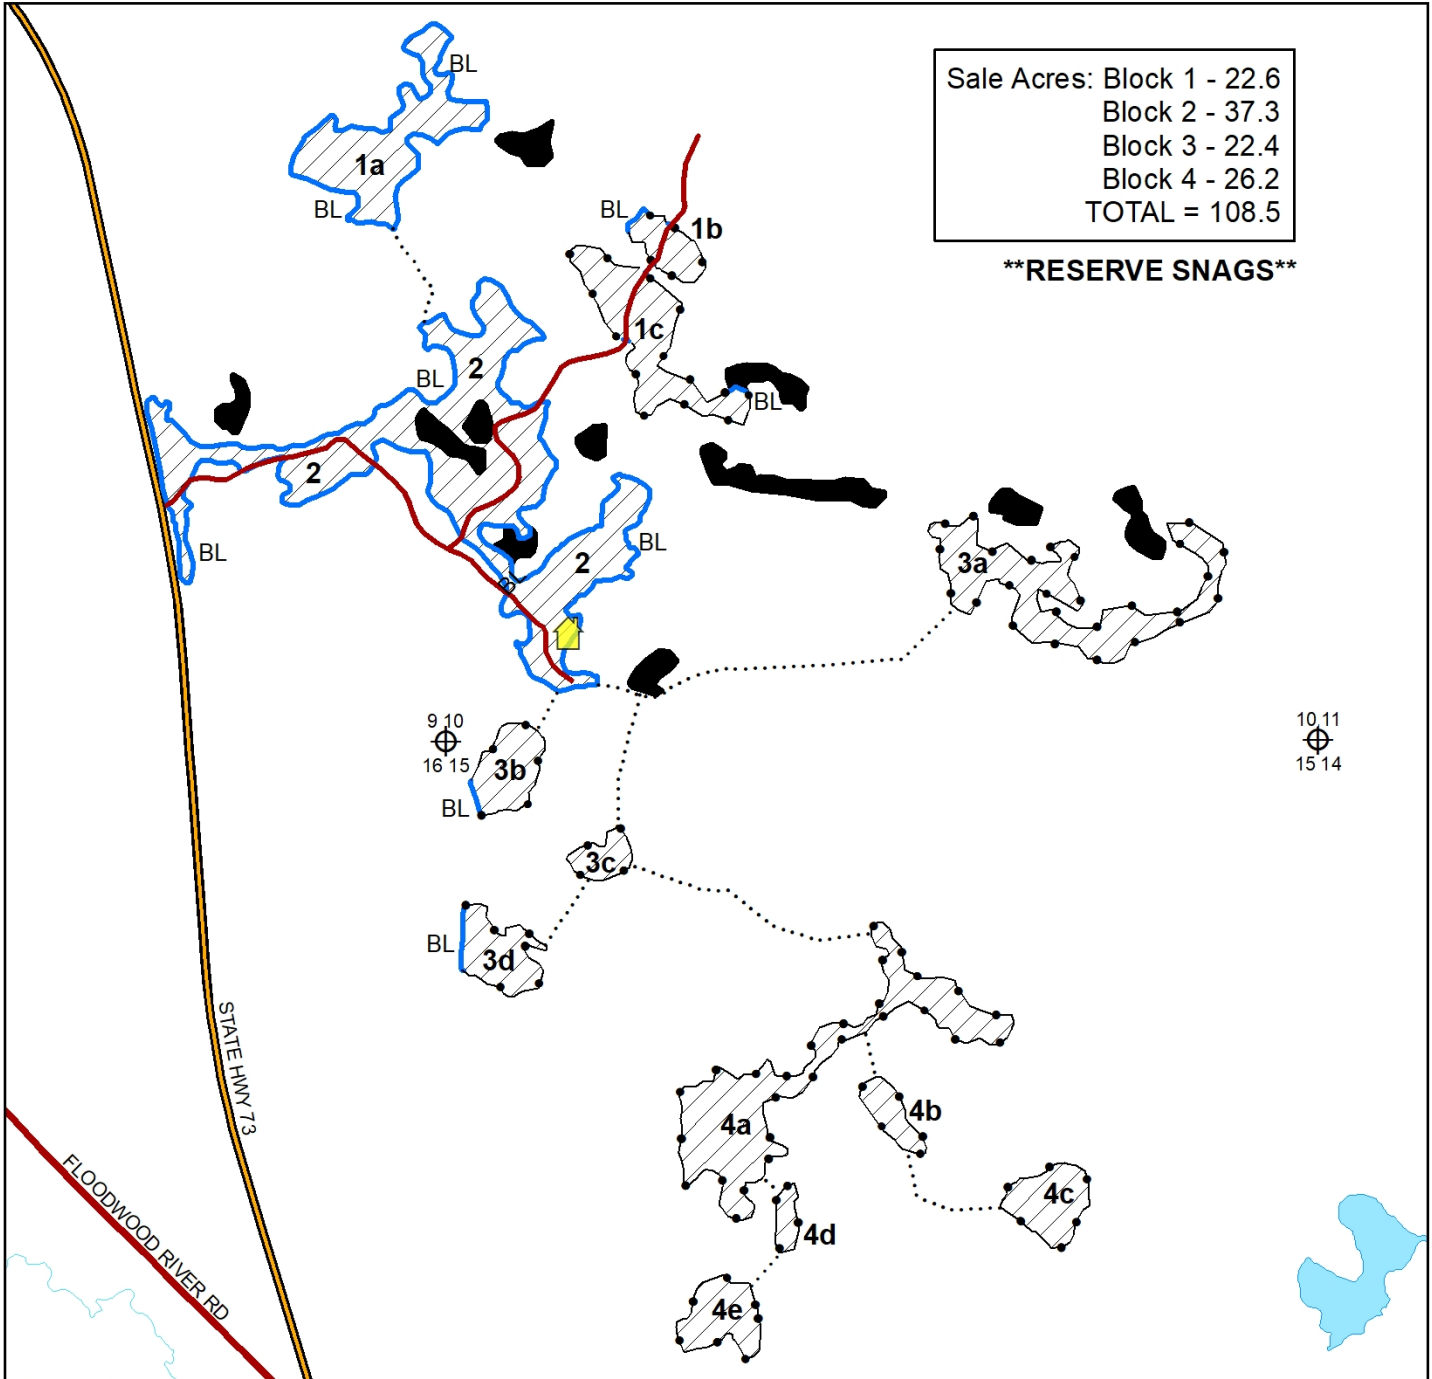 BL
Sale Acres: Block 1 - 22.6
Block 2 - 37.3
Block 3 - 22.4
Block 4 - 26.2
TOTAL = 108.5
1a
BL
BL
1b
**RESERVE SNAGS**
1c
2
BL
BL
2
BL
BL
2
3a
BL
9 10
16 15
10 11
15 14
3b
BL
3c
BL
3d
STATE HWY 73
4a
4b
FLOODWOOD RIVER RD
4c
4d
4e